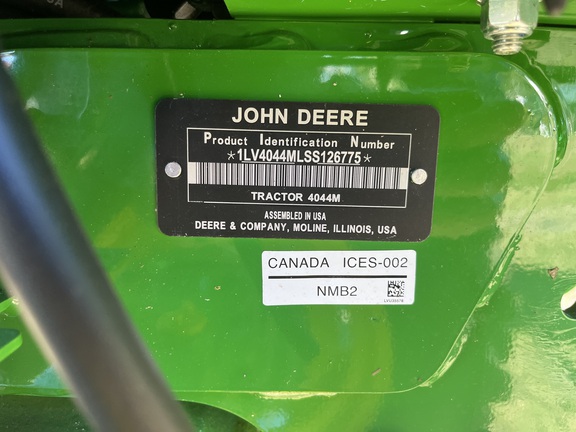 JOHN DEERE
Product Identification Number
*1LV4044MLSS126775*
TRACTOR 4044M
ASSEMBLED IN USA
DEERE & COMPANY, MOLINE, ILLINOIS, USA
CANADA ICES-002
NMB2